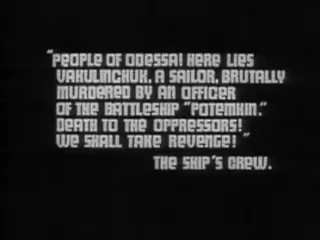 "PEOPLE OF ODESSA! HERE LIES
VAKULINCHUK, A SAILOR, BRUTALLY
MURDERED BY AN OFFICER
OF THE BATTLESHIP "POTEMKIN."
DEATH TO THE OPPRESSORS!
WE SHALL TAKE REVENGE!"
THE SHIP'S CREW.